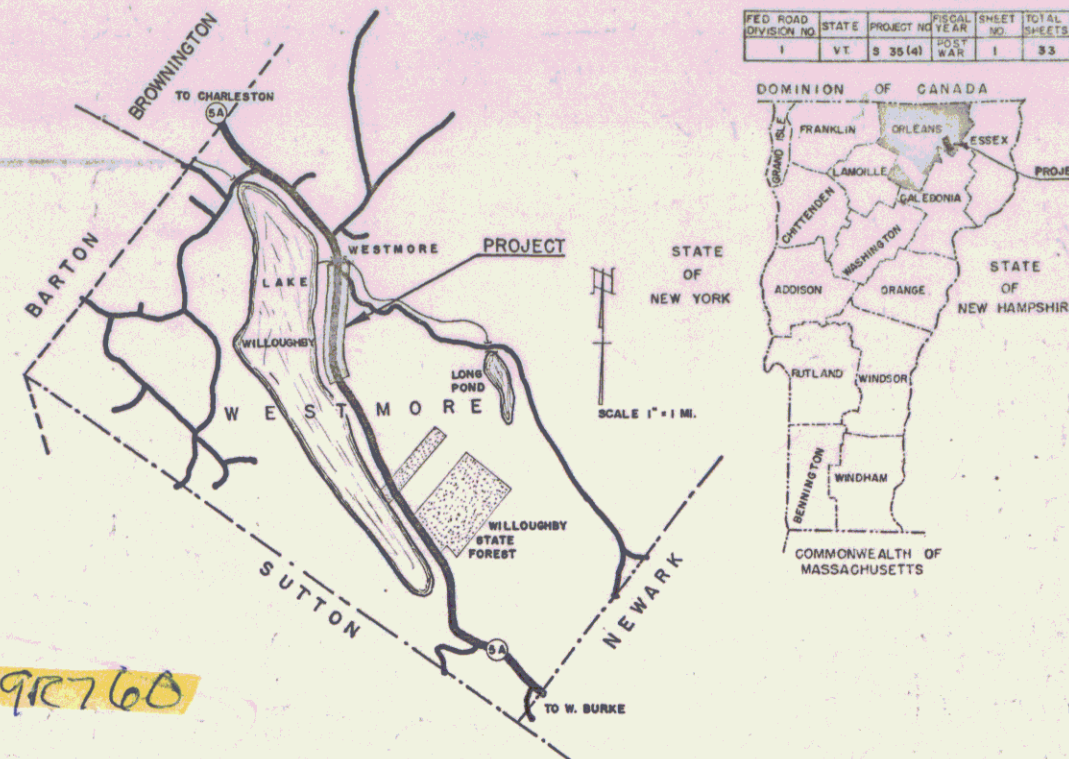 FED ROAD DIVISION NO. STATE PROJECT NO FISCAL YEAR SHEET NO. TOTAL SHEETS
1 VT. S 35(4) POST WAR 1 33
BROWNINGTON
TO CHARLESTON
5A
BARTON
WESTMORE
PROJECT
LAKE
WILLOUGHBY
LONG
POND
WESTMORE
WILLOUGHBY
STATE
FOREST
SUTTON
NEWARK
5A
TO W. BURKE
SCALE 1" = 1 MI.
DOMINION OF CANADA
GRAND ISLE
FRANKLIN
ORLEANS
ESSEX
LAMOILLE
CALEDONIA
CHITTENDEN
WASHINGTON
ADDISON
ORANGE
RUTLAND
WINDSOR
BENNINGTON
WINDHAM
STATE
OF
NEW YORK
STATE
OF
NEW HAMPSHIR
COMMONWEALTH OF
MASSACHUSETTS